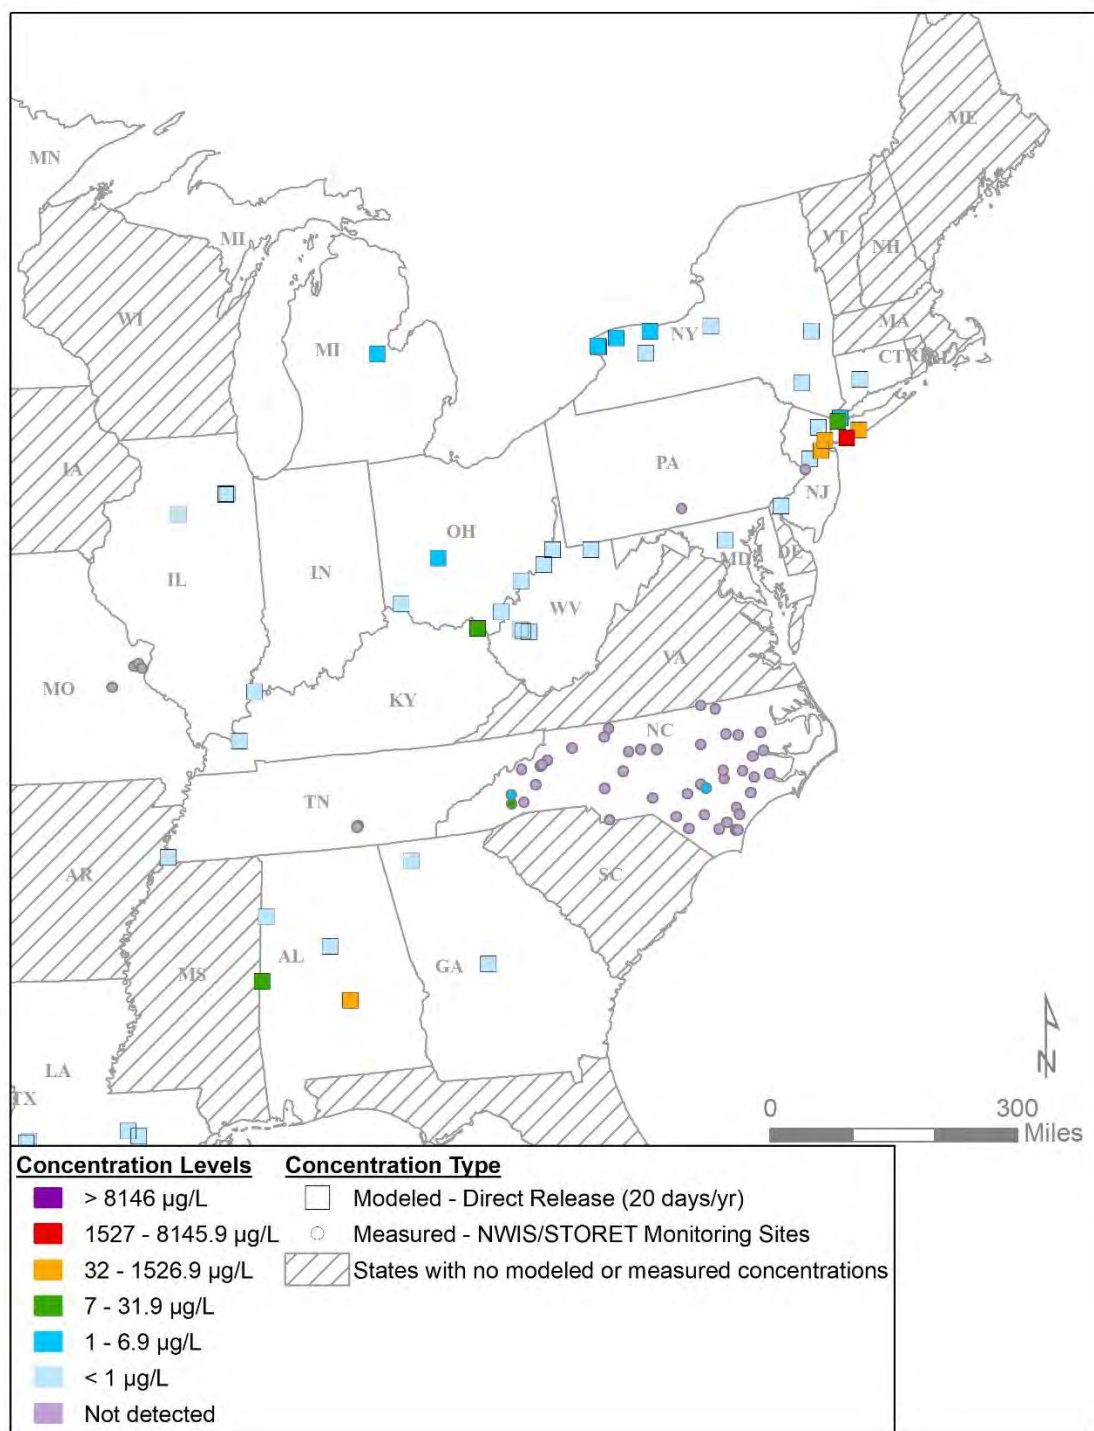 ME
MN
MI
VT
NH
WI
MA
NY
MI
CT
RI
IA
PA
NJ
OH
IL
IN
MD
DE
WV
VA
MO
KY
NC
TN
AR
SC
MS
AL
GA
LA
TX
N
0 300
Miles
Concentration Levels
> 8146 µg/L
1527 - 8145.9 µg/L
32 - 1526.9 µg/L
7 - 31.9 µg/L
1 - 6.9 µg/L
< 1 µg/L
Not detected
Concentration Type
Modeled - Direct Release (20 days/yr)
Measured - NWIS/STORET Monitoring Sites
States with no modeled or measured concentrations